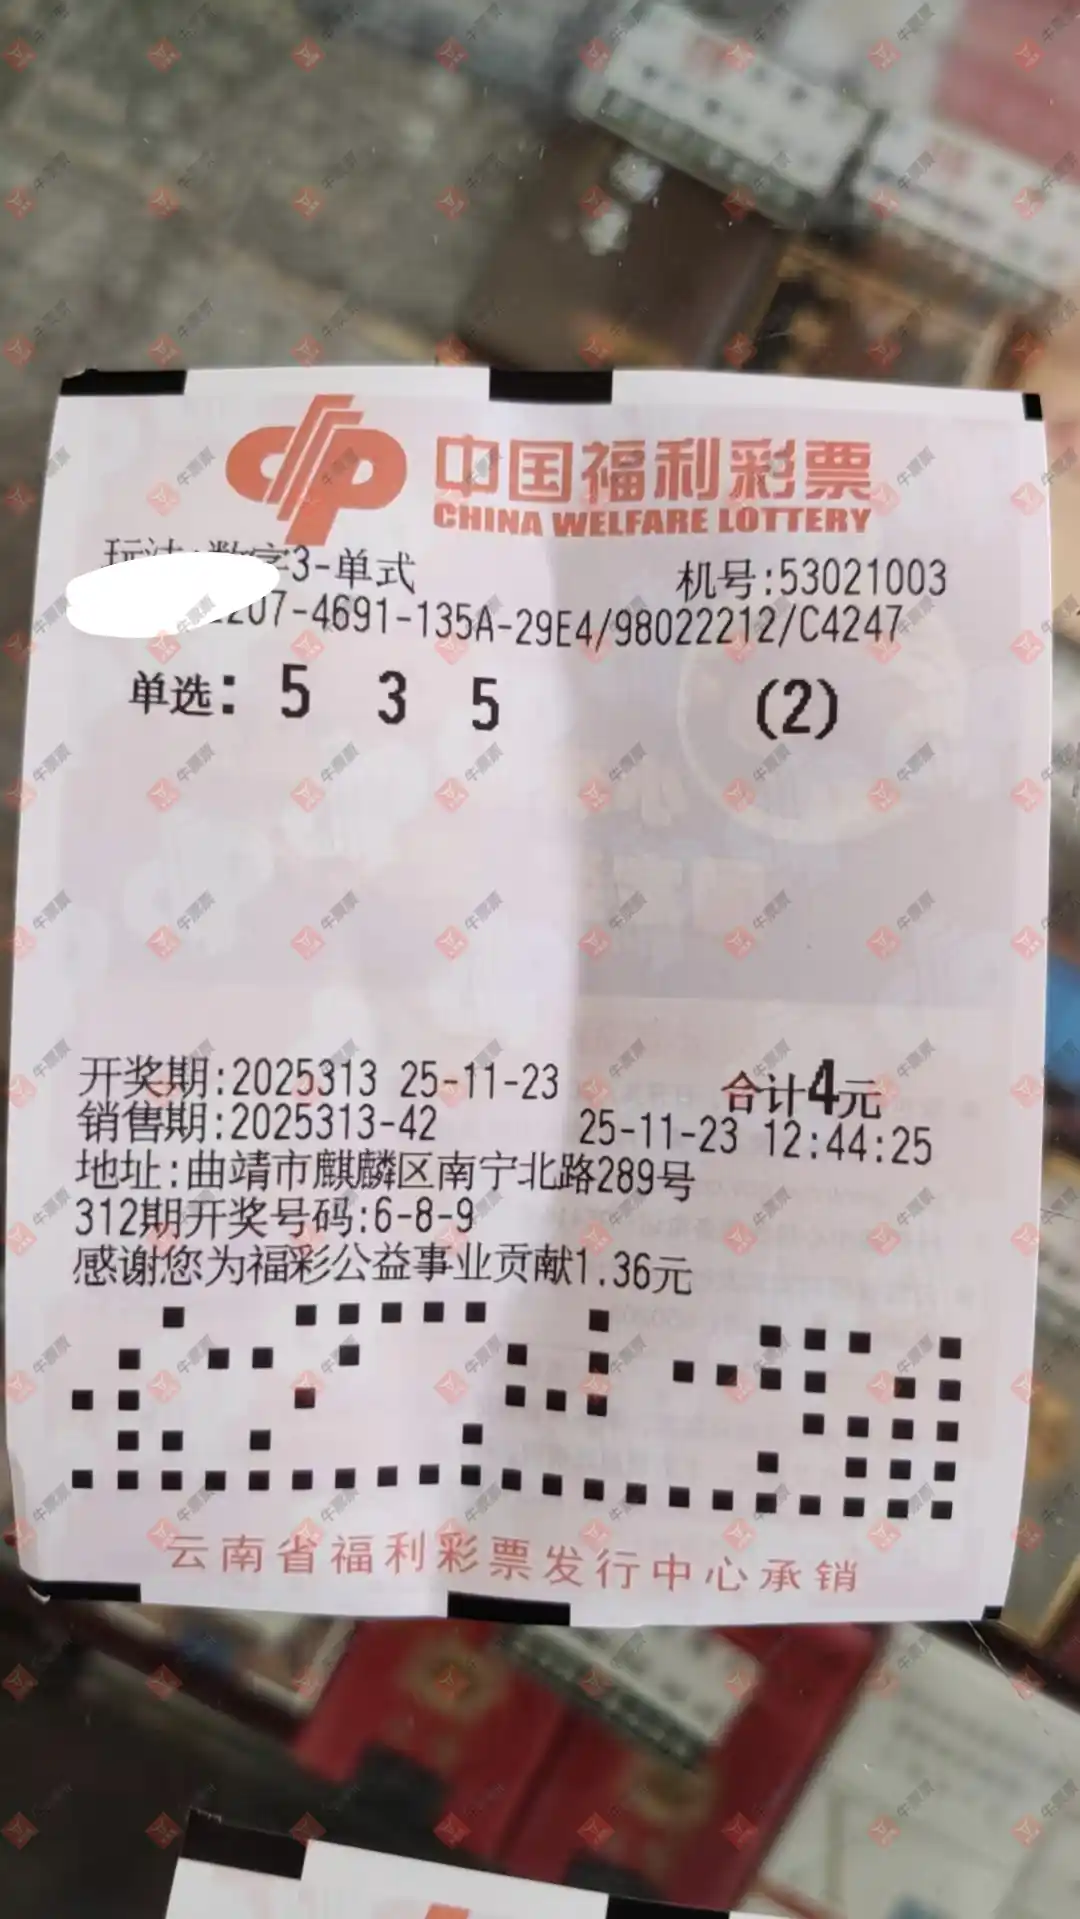 中国福利彩票
CHINA WELFARE LOTTERY
数字3-单式 机号:53021003
207-4691-135A-29E4/98022212/C4247
单选: 5 3 5 (2)
开奖期:2025313 25-11-23 合计4元
销售期:2025313-42 25-11-23 12:44:25
地址:曲靖市麒麟区南宁北路289号
312期开奖号码:6-8-9
感谢您为福彩公益事业贡献1.36元
云南省福利彩票发行中心承销
牛票票